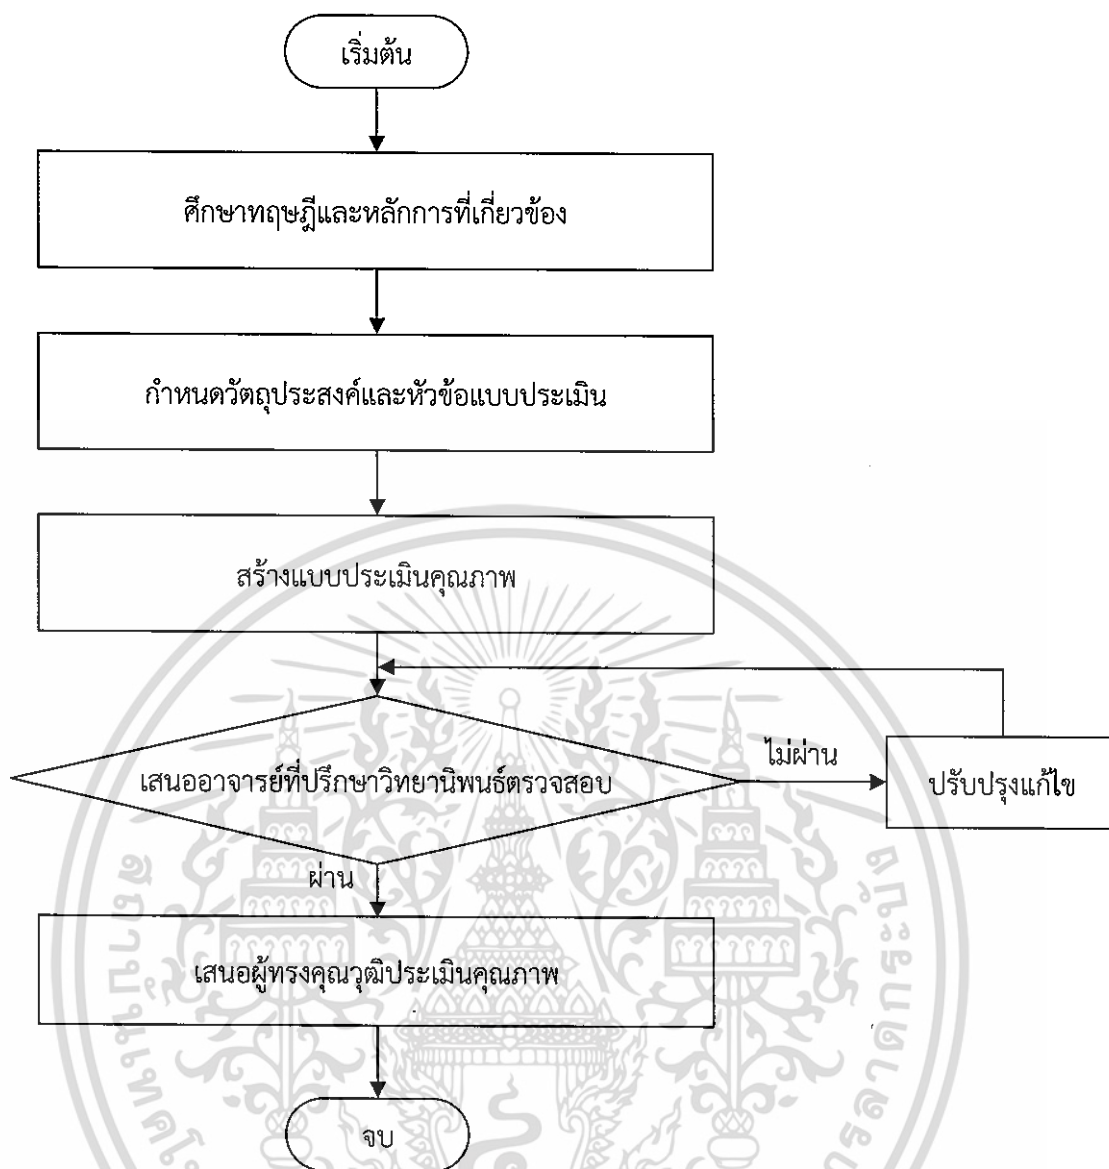 เริ่มต้น
ศึกษาทฤษฎีและหลักการที่เกี่ยวข้อง
กำหนดวัตถุประสงค์และหัวข้อแบบประเมิน
สร้างแบบประเมินคุณภาพ
เสนออาจารย์ที่ปรึกษาวิทยานิพนธ์ตรวจสอบ
ไม่ผ่าน
ปรับปรุงแก้ไข
ผ่าน
เสนอผู้ทรงคุณวุฒิประเมินคุณภาพ
จบ